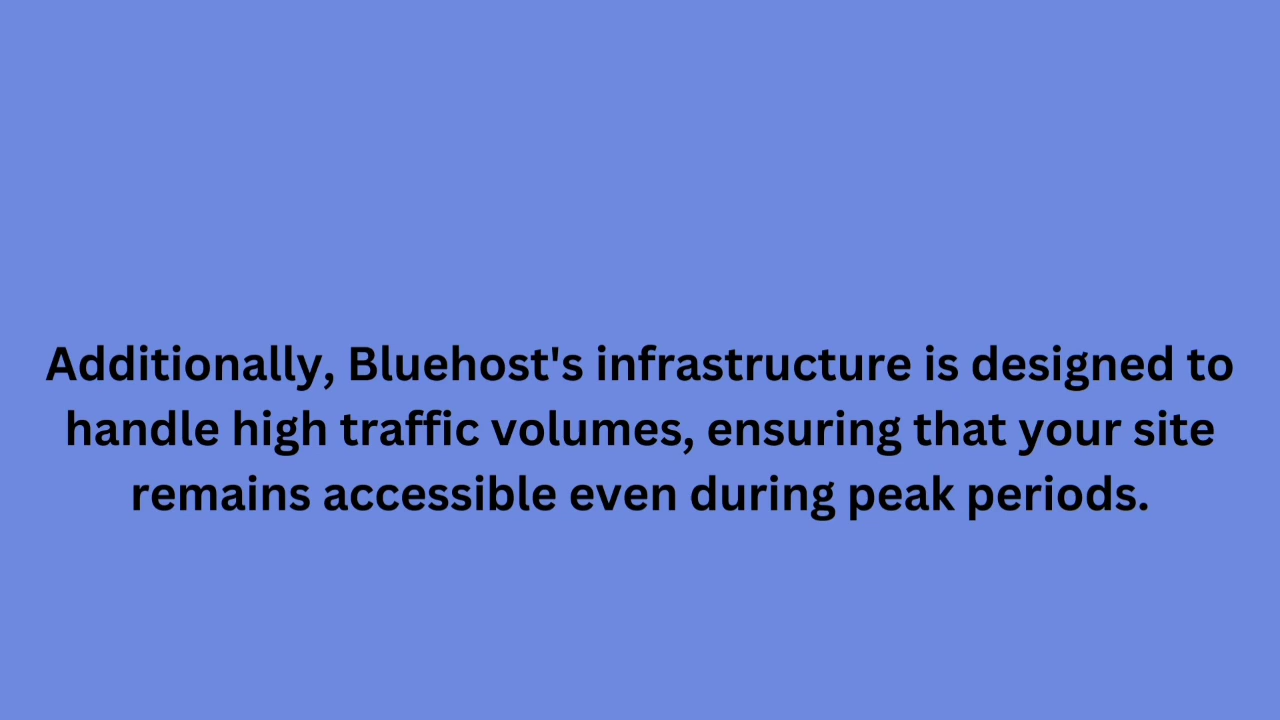 Additionally, Bluehost's infrastructure is designed to
handle high traffic volumes, ensuring that your site
remains accessible even during peak periods.